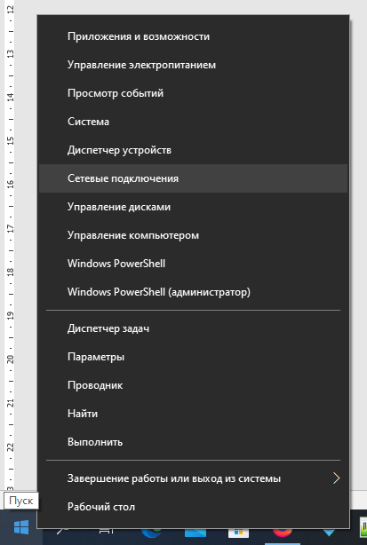 12
13
14
15
16
17
18
19
20
21
22
3
Приложения и возможности
Управление электропитанием
Просмотр событий
Система
Диспетчер устройств
Сетевые подключения
Управление дисками
Управление компьютером
Windows PowerShell
Windows PowerShell (администратор)
Диспетчер задач
Параметры
Проводник
Найти
Выполнить
Завершение работы или выход из системы
Рабочий стол
Пуск